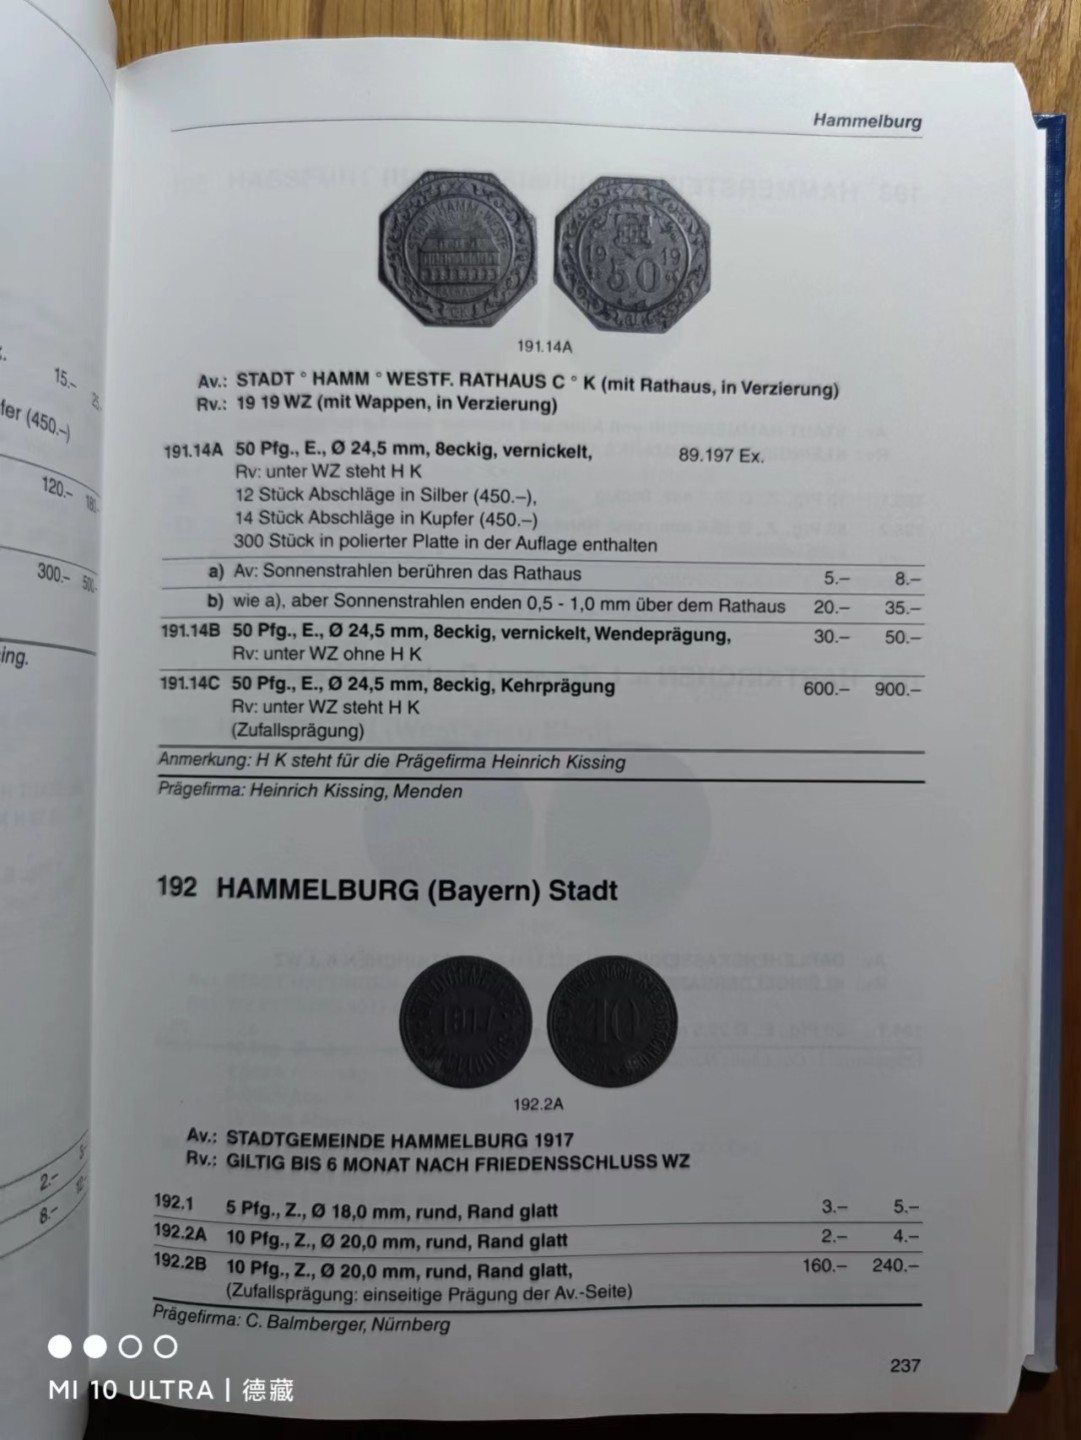 Hammelburg
191.14A
Av.: STADT ° HAMM ° WESTF. RATHAUS C ° K (mit Rathaus, in Verzierung)
Rv.: 19 19 WZ (mit Wappen, in Verzierung)
191.14A 50 Pfg., E., Ø 24,5 mm, 8eckig, vernickelt, 89.197 Ex.
Rv: unter WZ steht H K
12 Stück Abschläge in Silber (450.–),
14 Stück Abschläge in Kupfer (450.–)
300 Stück in polierter Platte in der Auflage enthalten
a) Av: Sonnenstrahlen berühren das Rathaus 5.– 8.–
b) wie a), aber Sonnenstrahlen enden 0,5 - 1,0 mm über dem Rathaus 20.– 35.–
191.14B 50 Pfg., E., Ø 24,5 mm, 8eckig, vernickelt, Wendeprägung, 30.– 50.–
Rv: unter WZ ohne H K
191.14C 50 Pfg., E., Ø 24,5 mm, 8eckig, Kehrprägung 600.– 900.–
Rv: unter WZ steht H K
(Zufallsprägung)
Anmerkung: H K steht für die Prägefirma Heinrich Kissing
Prägefirma: Heinrich Kissing, Menden
192 HAMMELBURG (Bayern) Stadt
192.2A
Av.: STADTGEMEINDE HAMMELBURG 1917
Rv.: GILTIG BIS 6 MONAT NACH FRIEDENSSCHLUSS WZ
192.1 5 Pfg., Z., Ø 18,0 mm, rund, Rand glatt 3.– 5.–
192.2A 10 Pfg., Z., Ø 20,0 mm, rund, Rand glatt 2.– 4.–
192.2B 10 Pfg., Z., Ø 20,0 mm, rund, Rand glatt, 160.– 240.–
(Zufallsprägung: einseitige Prägung der Av.-Seite)
Prägefirma: C. Balmberger, Nürnberg
237
15.–
(450.–)
120.–
300.– 500.–
ing.
2.–
8.–
MI 10 ULTRA | 德藏